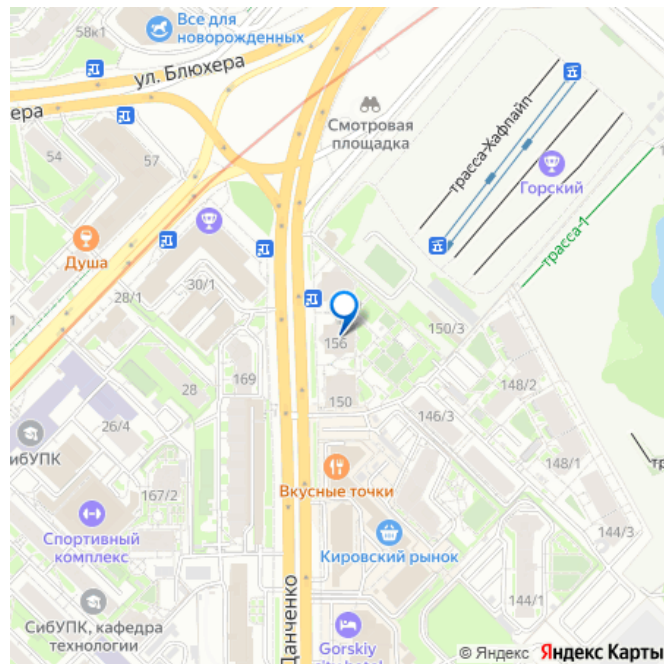 58к1
Все для
новорожденных
ул. Блюхера
ера
Смотровая
площадка
трасса-Хафпайп
Горский
трасса-1
54
57
Душа
28/1
30/1
156
150/3
169
150
148/2
28
146/3
26/4
сибУПК
148/1
Вкусные точки
167/2
Спортивный
комплекс
Кировский рынок
144/3
144/1
СибУПК, кафедра
технологии
Данченко
Gorskiy
© Яндекс Яндекс Карты